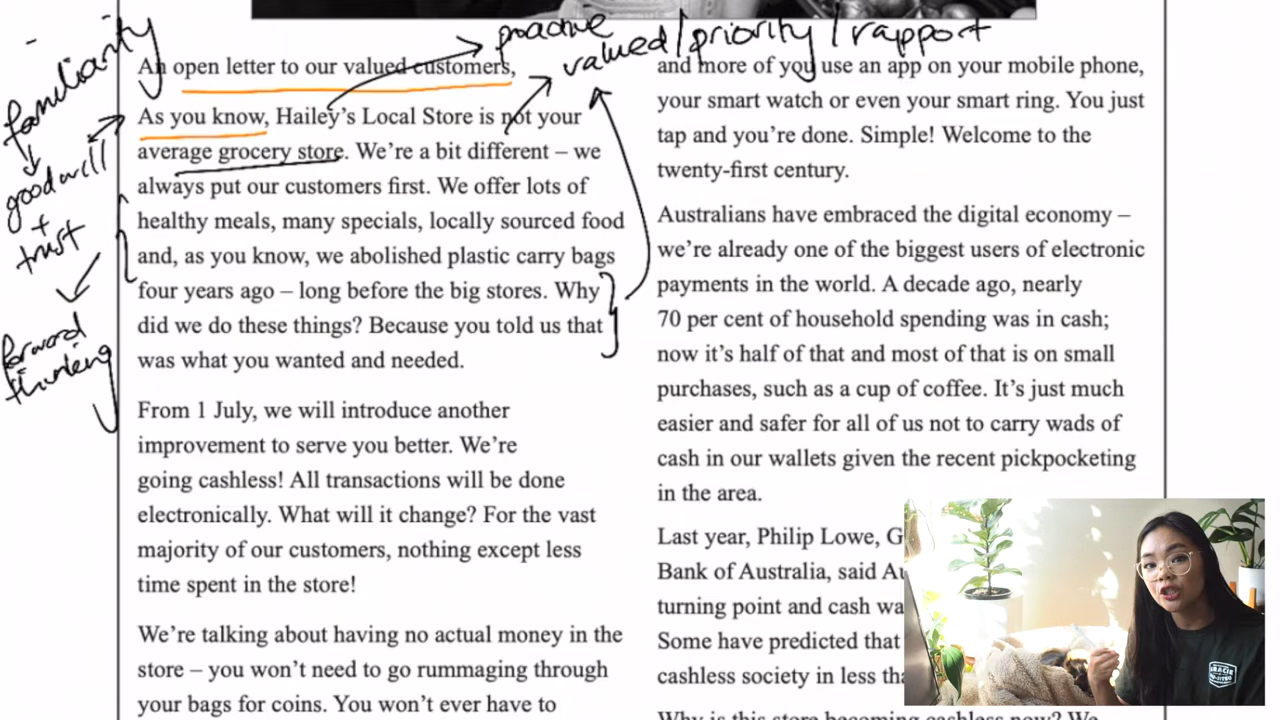 proactive
valued/priority/rapport
familiarity
goodwill
+
trust
forward
thinking
An open letter to our valued customers,
As you know, Hailey's Local Store is not your
average grocery store. We're a bit different – we
always put our customers first. We offer lots of
healthy meals, many specials, locally sourced food
and, as you know, we abolished plastic carry bags
four years ago – long before the big stores. Why
did we do these things? Because you told us that
was what you wanted and needed.
From 1 July, we will introduce another
improvement to serve you better. We're
going cashless! All transactions will be done
electronically. What will it change? For the vast
majority of our customers, nothing except less
time spent in the store!
We're talking about having no actual money in the
store – you won't need to go rummaging through
your bags for coins. You won't ever have to
and more of you use an app on your mobile phone,
your smart watch or even your smart ring. You just
tap and you're done. Simple! Welcome to the
twenty-first century.
Australians have embraced the digital economy –
we're already one of the biggest users of electronic
payments in the world. A decade ago, nearly
70 per cent of household spending was in cash;
now it's half of that and most of that is on small
purchases, such as a cup of coffee. It's just much
easier and safer for all of us not to carry wads of
cash in our wallets given the recent pickpocketing
in the area.
Last year, Philip Lowe, G
Bank of Australia, said Au
turning point and cash wa
Some have predicted that
cashless society in less tha
Why is this store becoming cashless now? We
GRACIE